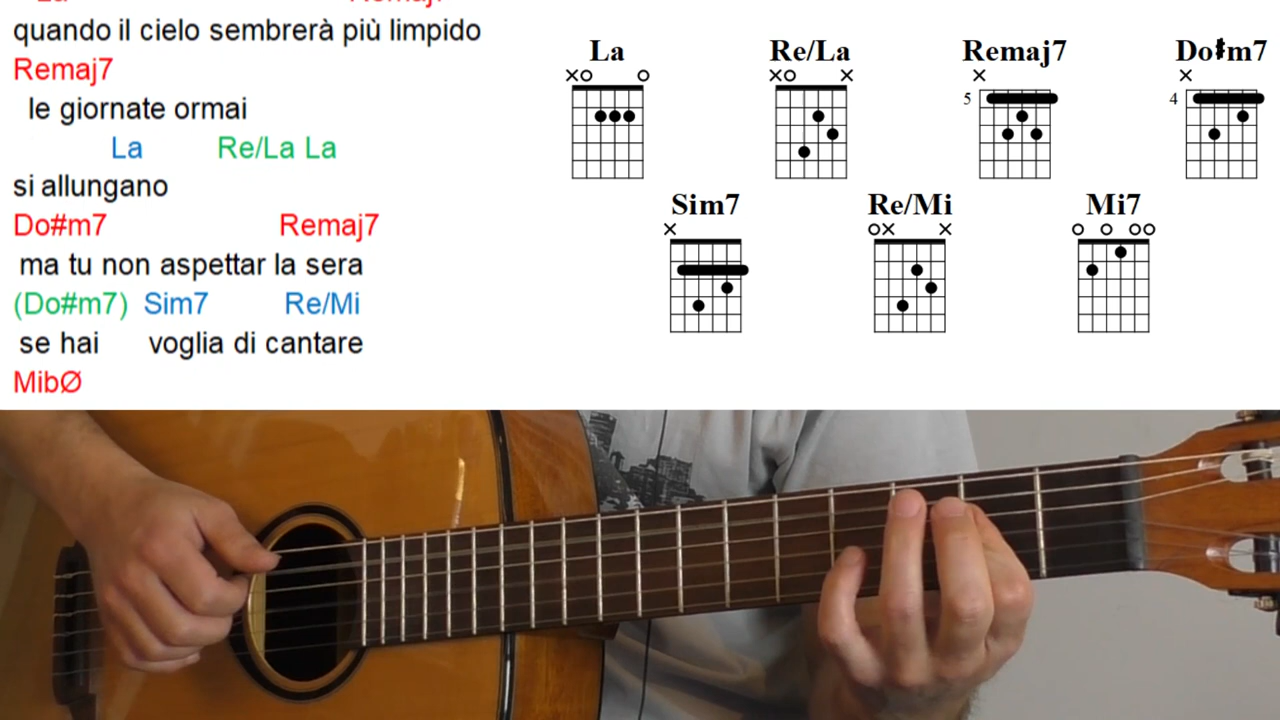 La Remaj7
quando il cielo sembrerà più limpido
Remaj7
le giornate ormai
La Re/La La
si allungano
Do#m7 Remaj7
ma tu non aspettar la sera
(Do#m7) Sim7 Re/Mi
se hai voglia di cantare
MibØ
La Re/La Remaj7 Do#m7
5 4
Sim7 Re/Mi Mi7